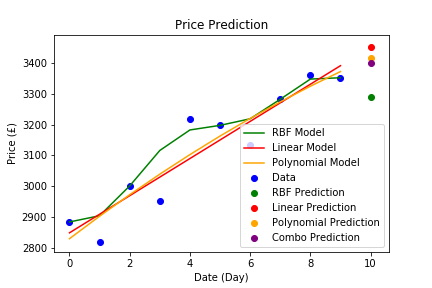 Price Prediction
Price (£)
3400
3300
3200
3100
3000
2900
2800
0
2
4
6
8
10
Date (Day)
RBF Model
Linear Model
Polynomial Model
Data
RBF Prediction
Linear Prediction
Polynomial Prediction
Combo Prediction